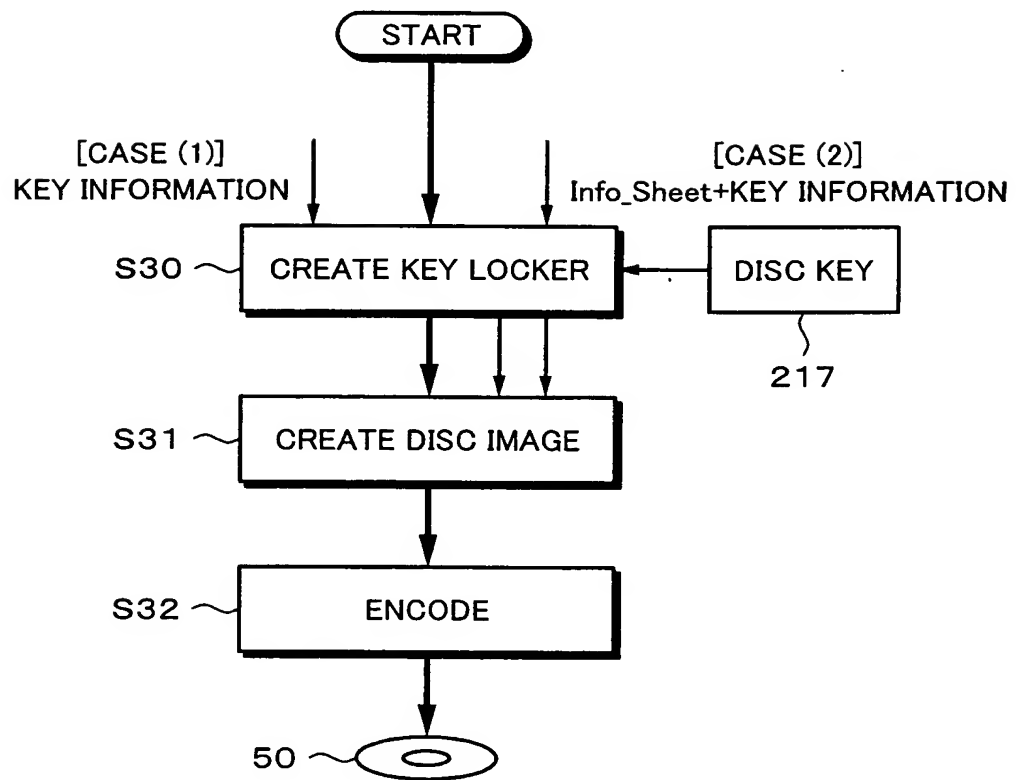 START
[CASE (1)]
KEY INFORMATION
[CASE (2)]
Info_Sheet+KEY INFORMATION
S30
CREATE KEY LOCKER
DISC KEY
217
S31
CREATE DISC IMAGE
S32
ENCODE
50